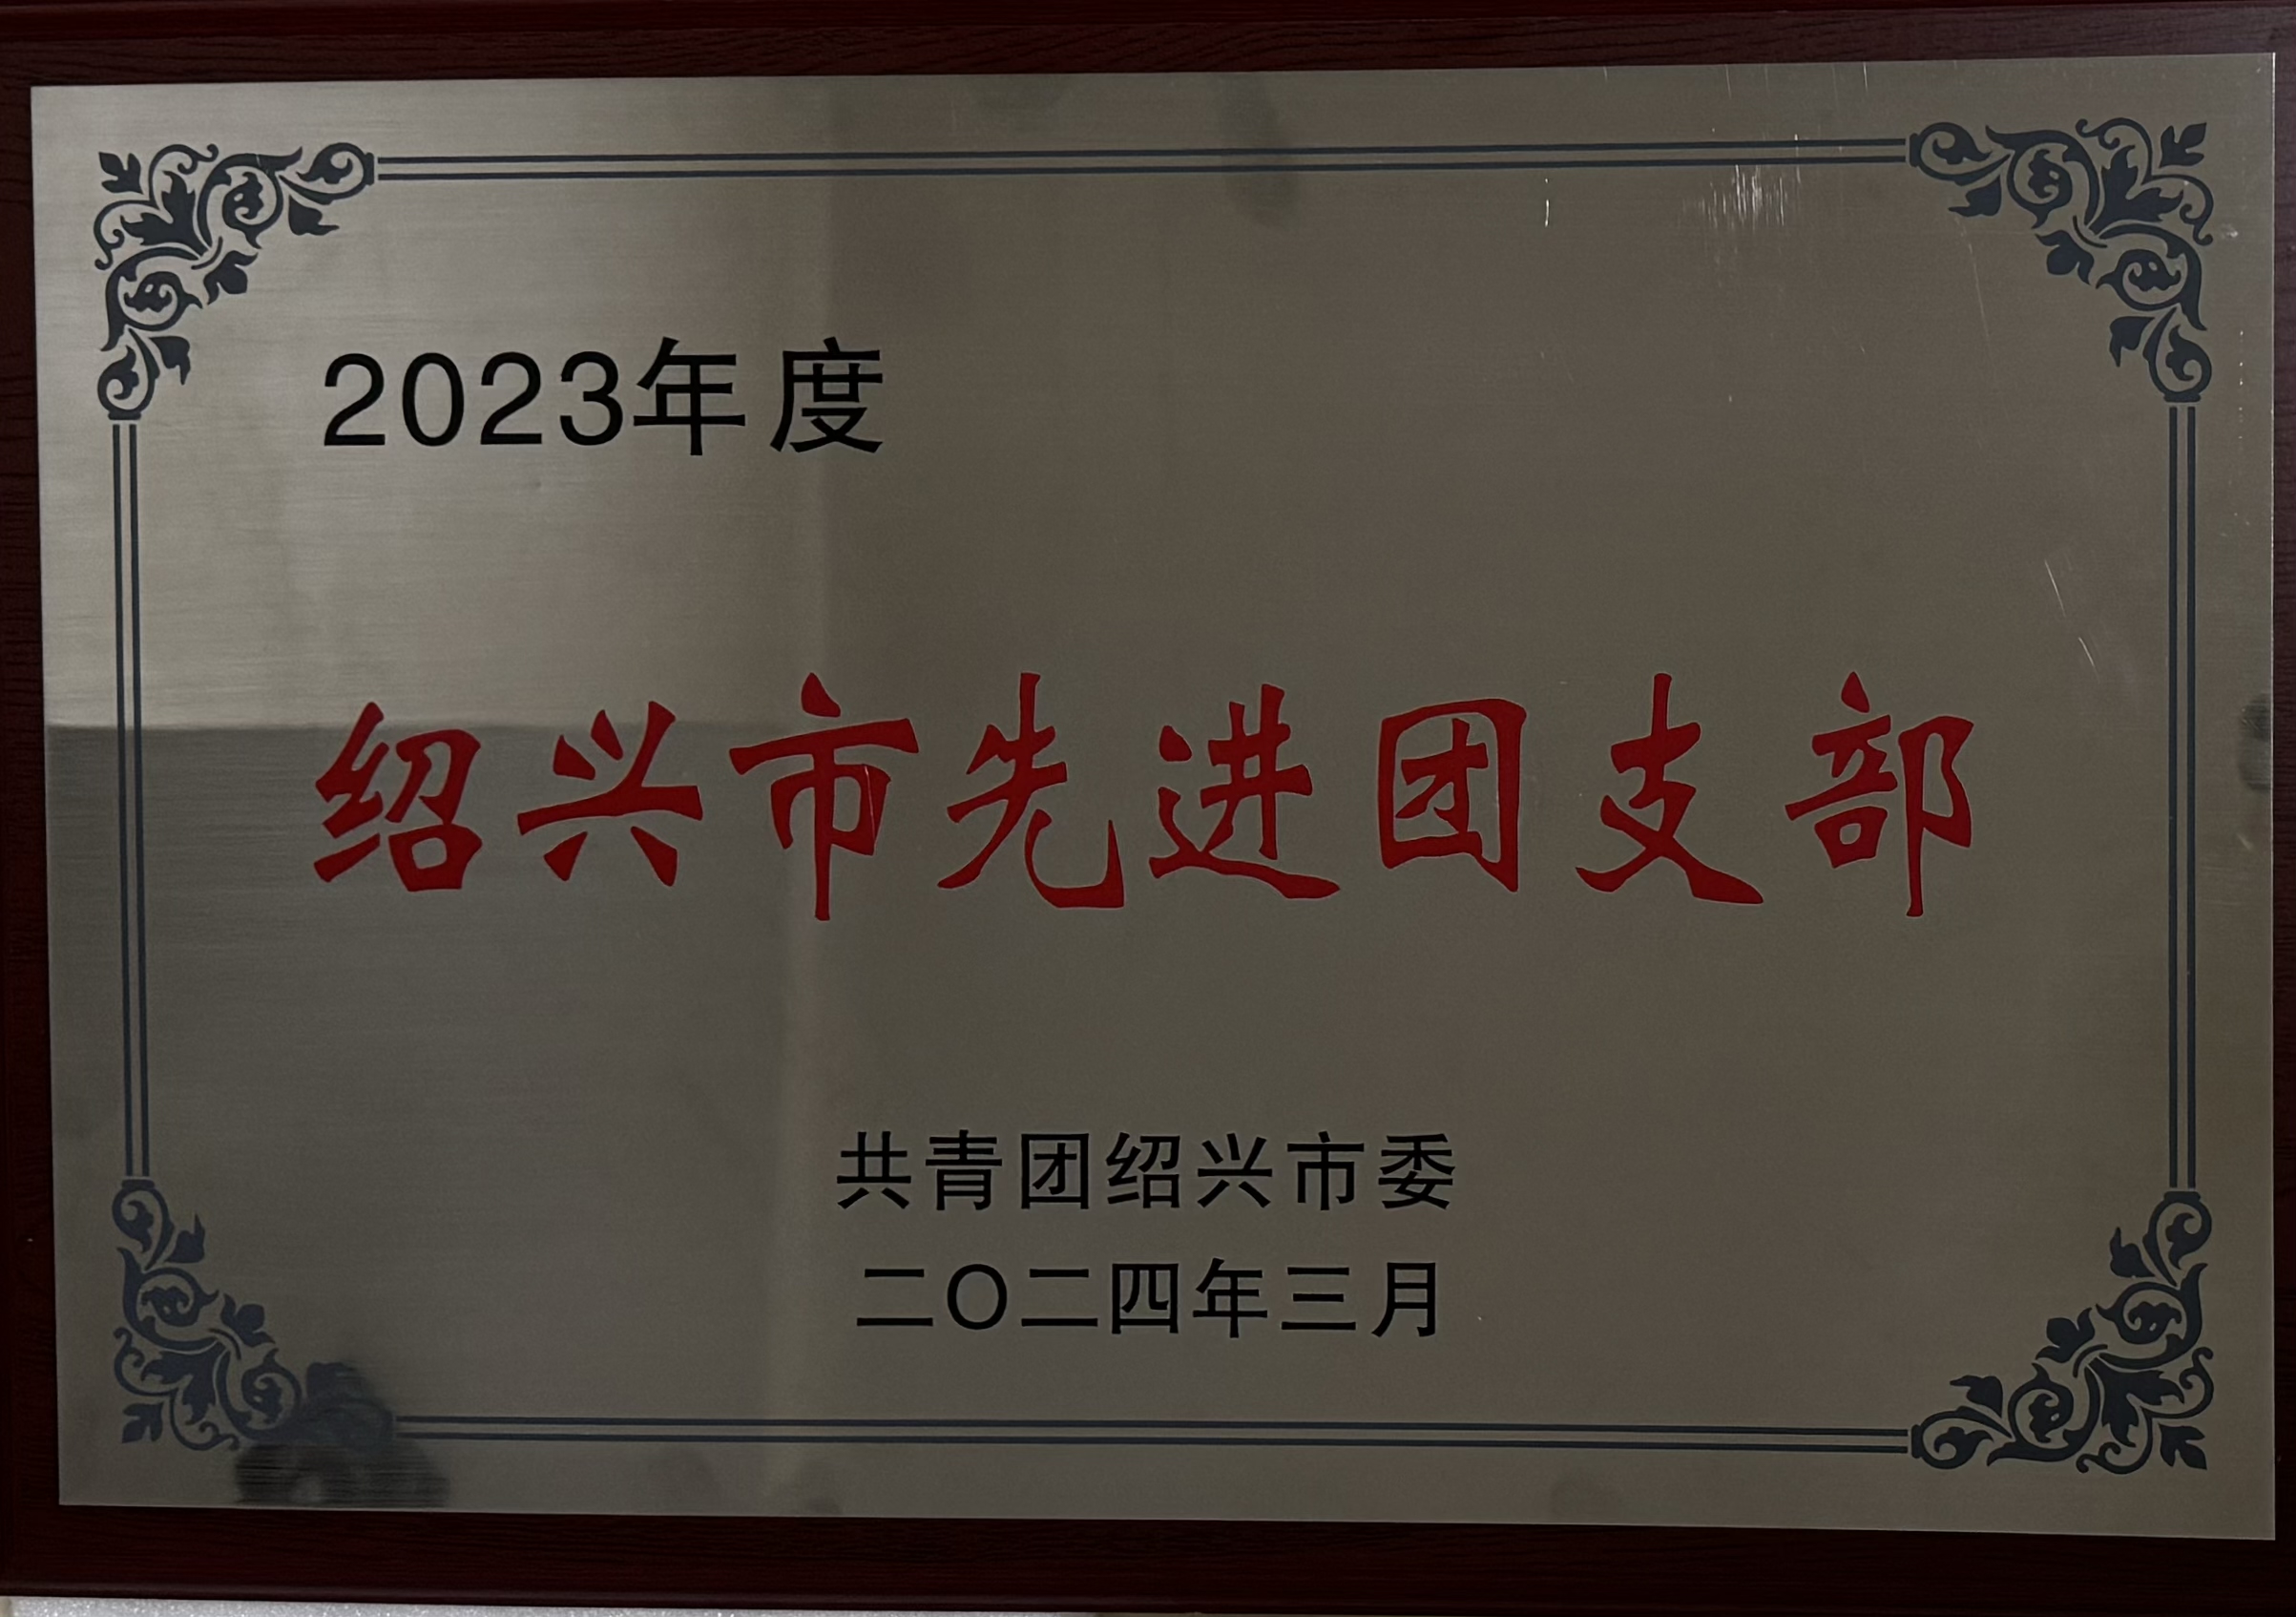 2023年度
绍兴市先进团支部
共青团绍兴市委
二〇二四年三月